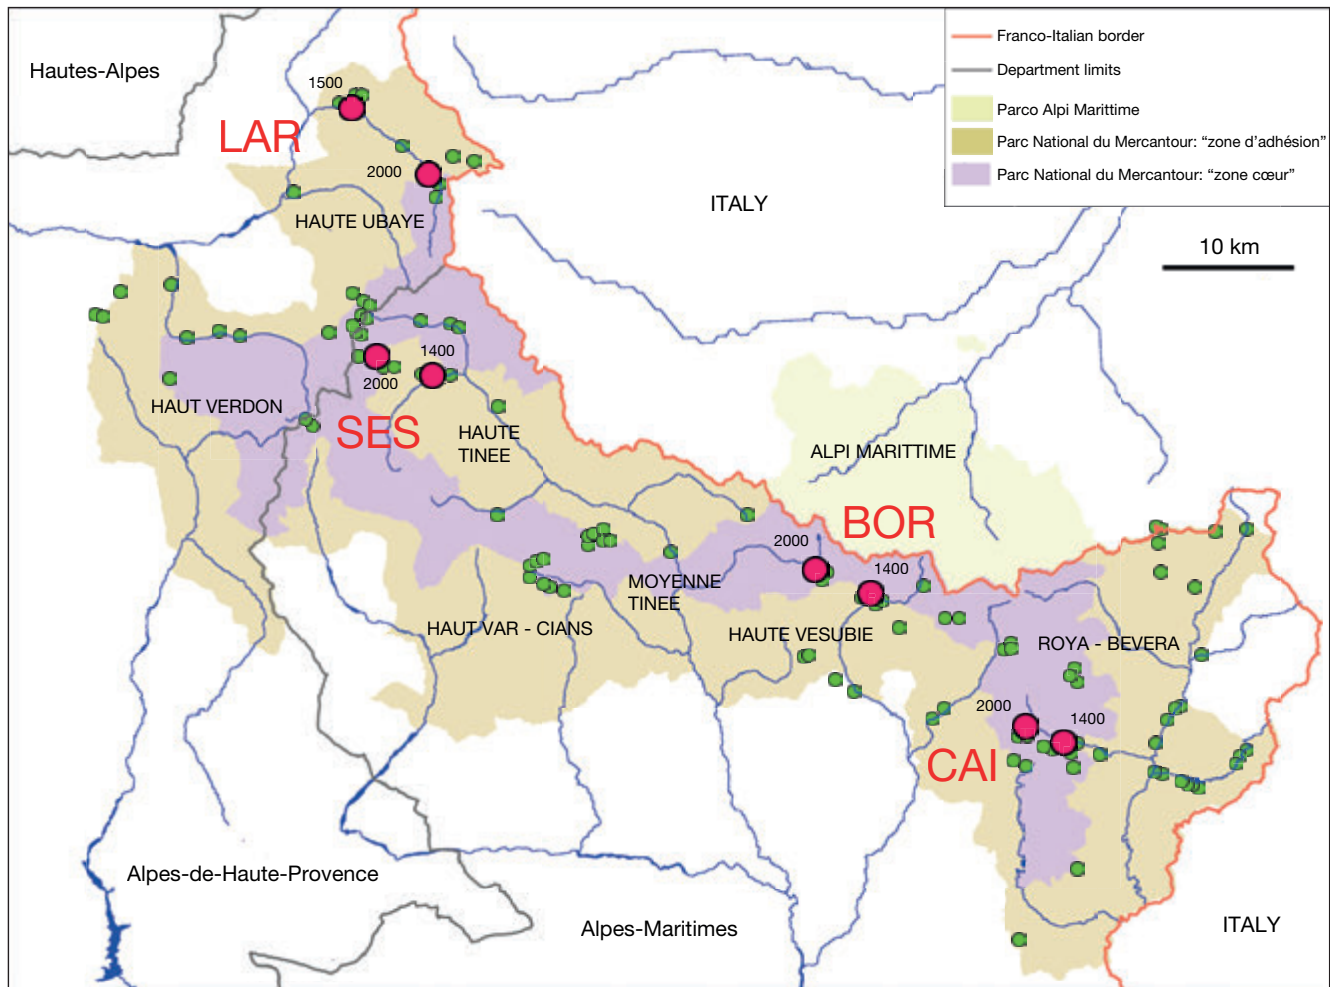 Hautes-Alpes
1500
LAR
2000
HAUTE UBAYE
ITALY
Franco-Italian border
Department limits
Parco Alpi Marittime
Parc National du Mercantour: “zone d’adhésion”
Parc National du Mercantour: “zone cœur”
10 km
1400
2000
HAUT VERDON
SES
HAUTE
TINEE
ALPI MARITTIME
BOR
2000
1400
MOYENNE
TINEE
HAUT VAR - CIANS
HAUTE VESUBIE
ROYA - BEVERA
2000
1400
CAI
Alpes-de-Haute-Provence
Alpes-Maritimes
ITALY